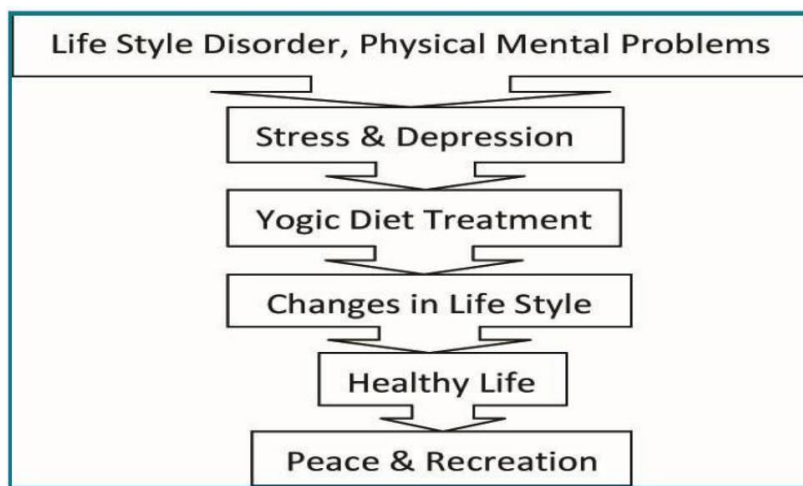 Life Style Disorder, Physical Mental Problems
Stress & Depression
Yogic Diet Treatment
Changes in Life Style
Healthy Life
Peace & Recreation